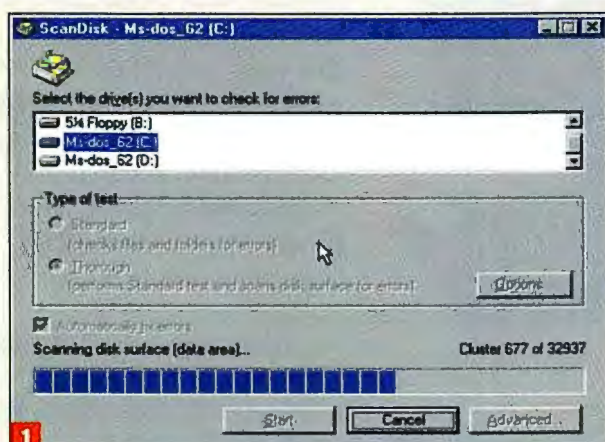 ScanDisk - Ms-dos_62 (C:)
Select the drive(s) you want to check for errors:
5¼ Floppy (B:)
Ms-dos_62 (C:)
Ms-dos_62 (D:)
Type of test
Standard
(checks files and folders for errors)
Thorough
(performs Standard test and scans disk surface for errors)
Options
Automatically fix errors
Scanning disk surface (data area)...
Cluster 677 of 32937
Start
Cancel
Advanced...
1